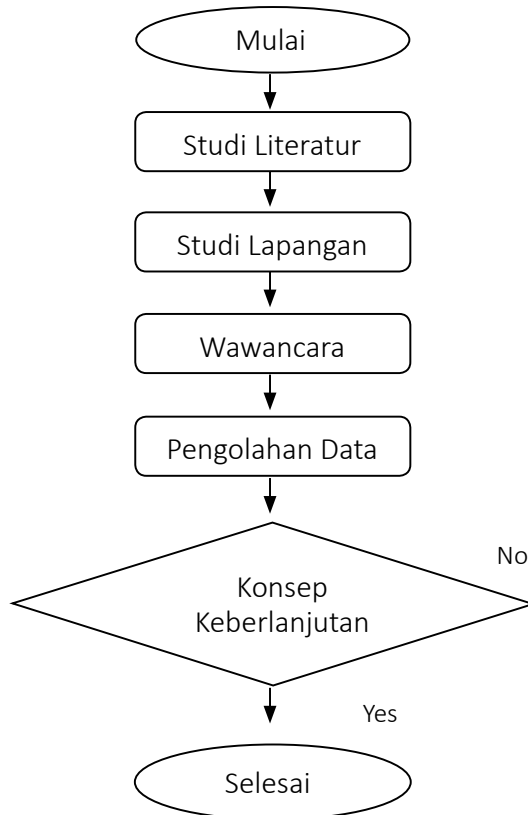 Mulai
Studi Literatur
Studi Lapangan
Wawancara
Pengolahan Data
No
Konsep
Keberlanjutan
Yes
Selesai